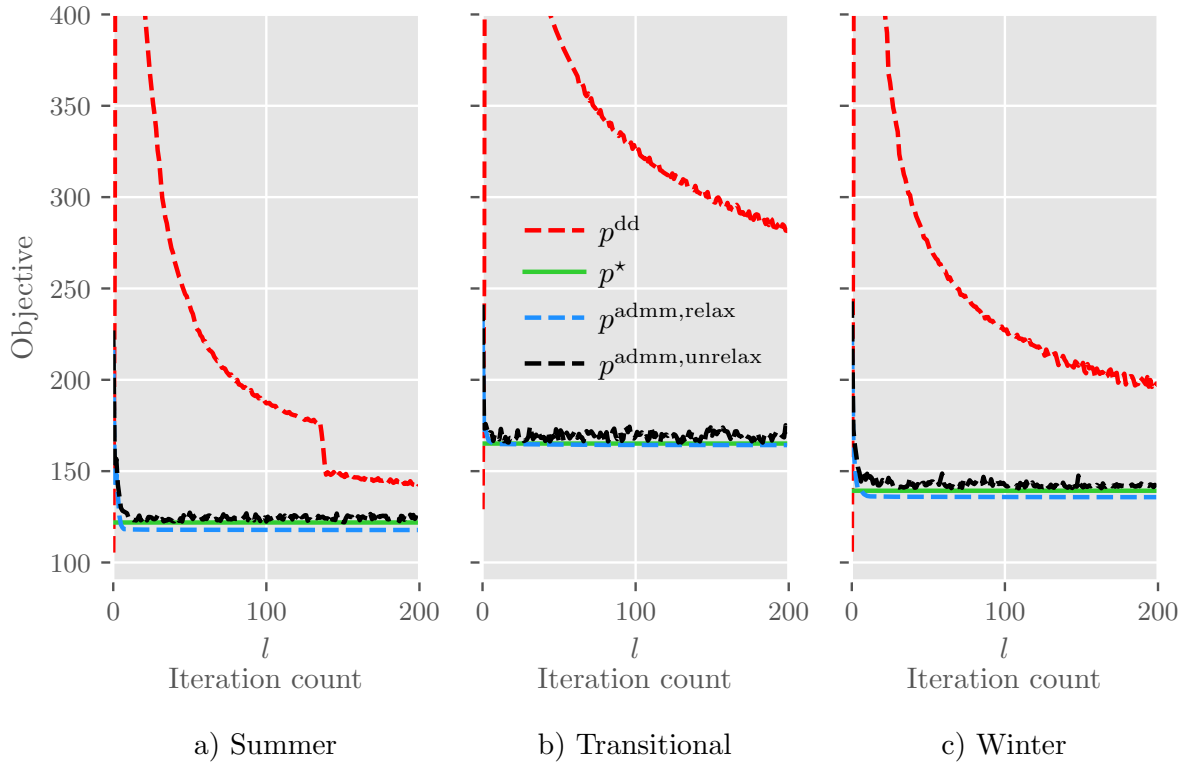 400
350
300
250
200
150
100
Objective
0 100 200
l
Iteration count
a) Summer
p^dd
p^⋆
p^admm,relax
p^admm,unrelax
0 100 200
l
Iteration count
b) Transitional
0 100 200
l
Iteration count
c) Winter